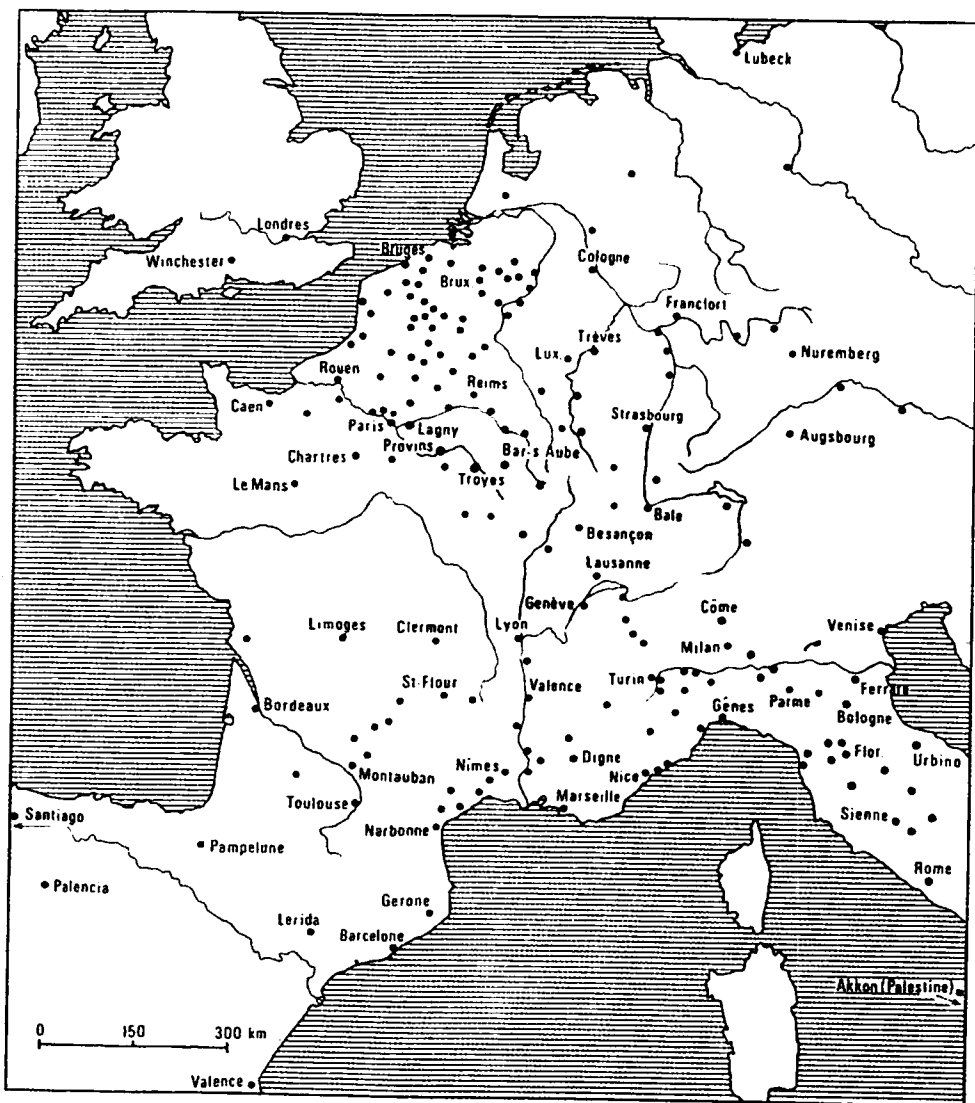 Lubeck
Londres
Winchester
Bruges
Brux.
Cologne
Francfort
Trèves
Lux.
Nuremberg
Rouen
Reims
Caen
Strasbourg
Paris
Lagny
Augsbourg
Provins
Bar-s Aube
Chartres
Troyes
Le Mans
Bale
Besançon
Lausanne
Genève
Côme
Limoges
Clermont
Lyon
Venise
Milan
St-Flour
Valence
Turin
Ferrare
Parme
Bordeaux
Gênes
Bologne
Flor.
Digne
Urbino
Nîmes
Nice
Montauban
Toulouse
Marseille
Santiago
Sienne
Narbonne
Pampelune
Rome
Palencia
Gerone
Lerida
Barcelone
Akkon (Palestine)
0 150 300 km
Valence